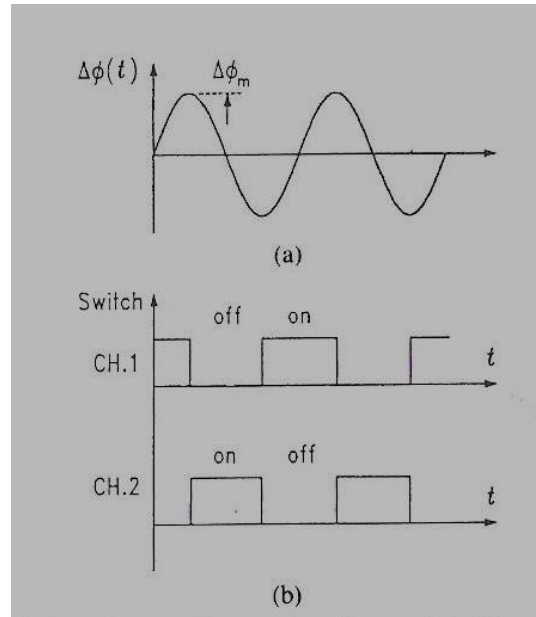 Δϕ(t)
Δϕm
(a)
Switch
off on
CH.1
t
on off
CH.2
t
(b)